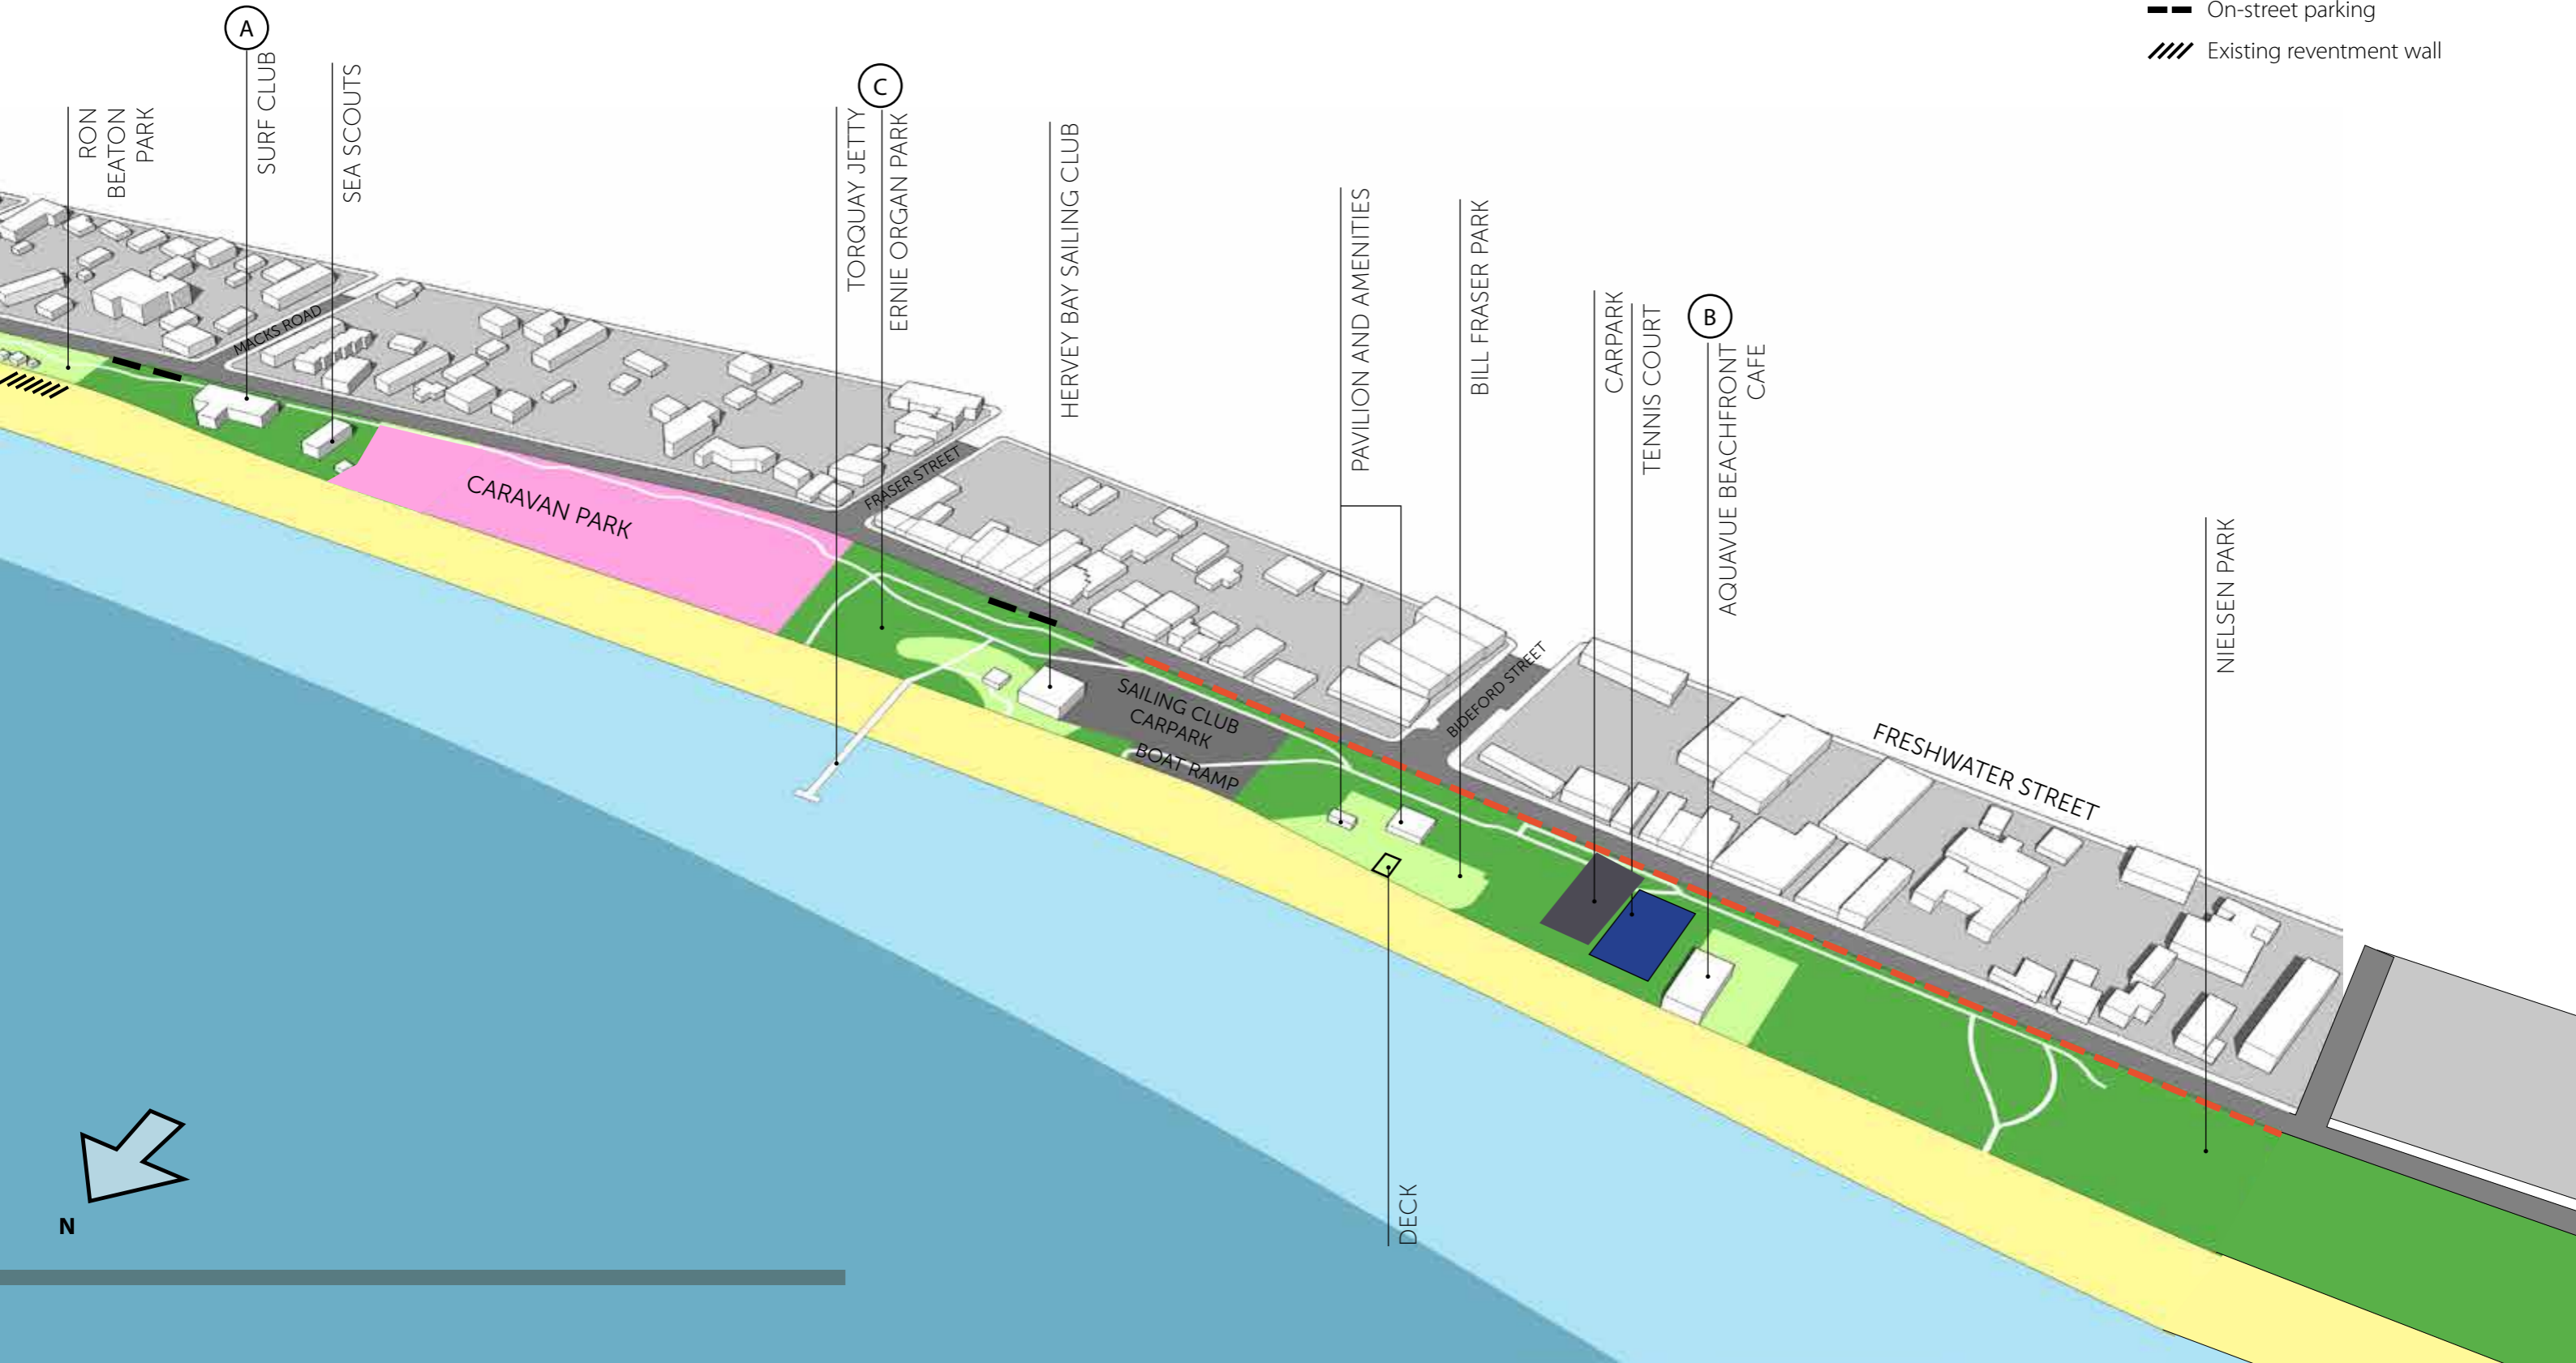 On-street parking
Existing reventment wall
A
SURF CLUB
SEA SCOUTS
RON
BEATON
PARK
C
TORQUAY JETTY
ERNIE ORGAN PARK
HERVEY BAY SAILING CLUB
PAVILION AND AMENITIES
BILL FRASER PARK
CARPARK
TENNIS COURT
B
AQUAVUE BEACHFRONT
CAFE
NIELSEN PARK
MACKS ROAD
CARAVAN PARK
FRASER STREET
SAILING CLUB
CARPARK
BOAT RAMP
BIDEFORD STREET
FRESHWATER STREET
DECK
N